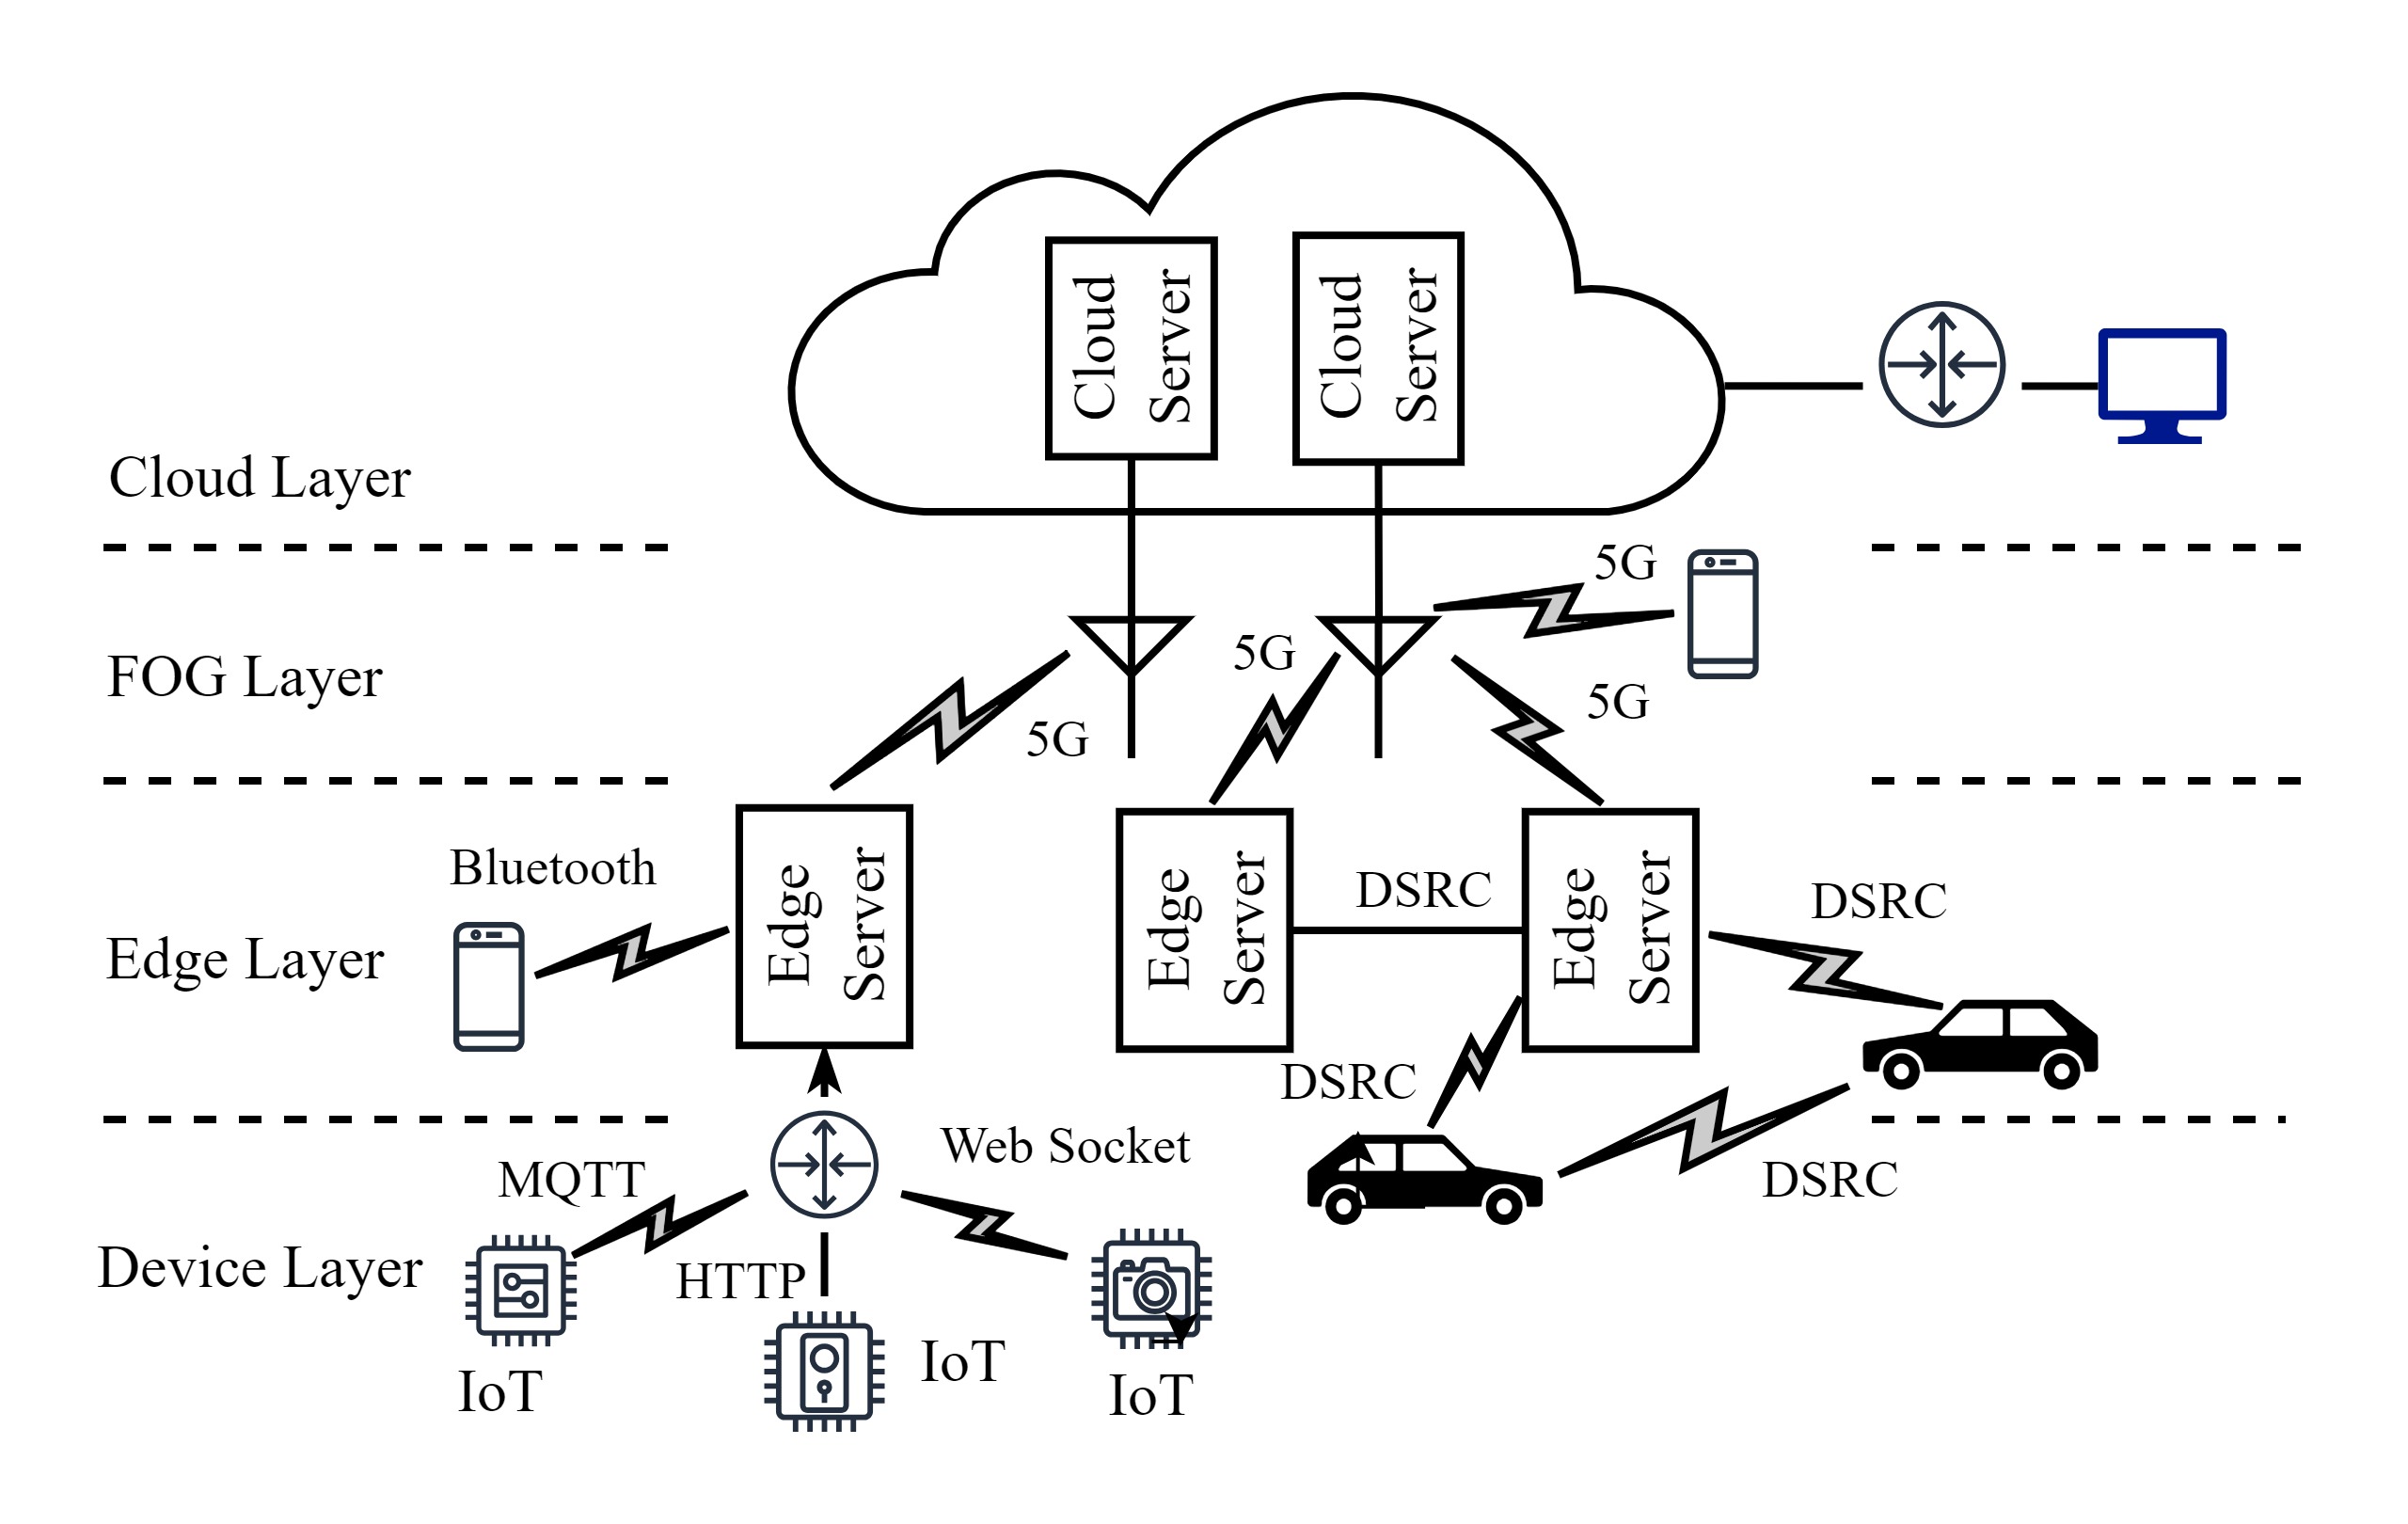 Cloud
Server
Cloud
Server
Cloud Layer
5G
FOG Layer
5G
5G
5G
Bluetooth
Edge
Server
Edge
Server
DSRC
Edge
Server
DSRC
Edge Layer
DSRC
Web Socket
MQTT
DSRC
Device Layer
HTTP
IoT
IoT
IoT